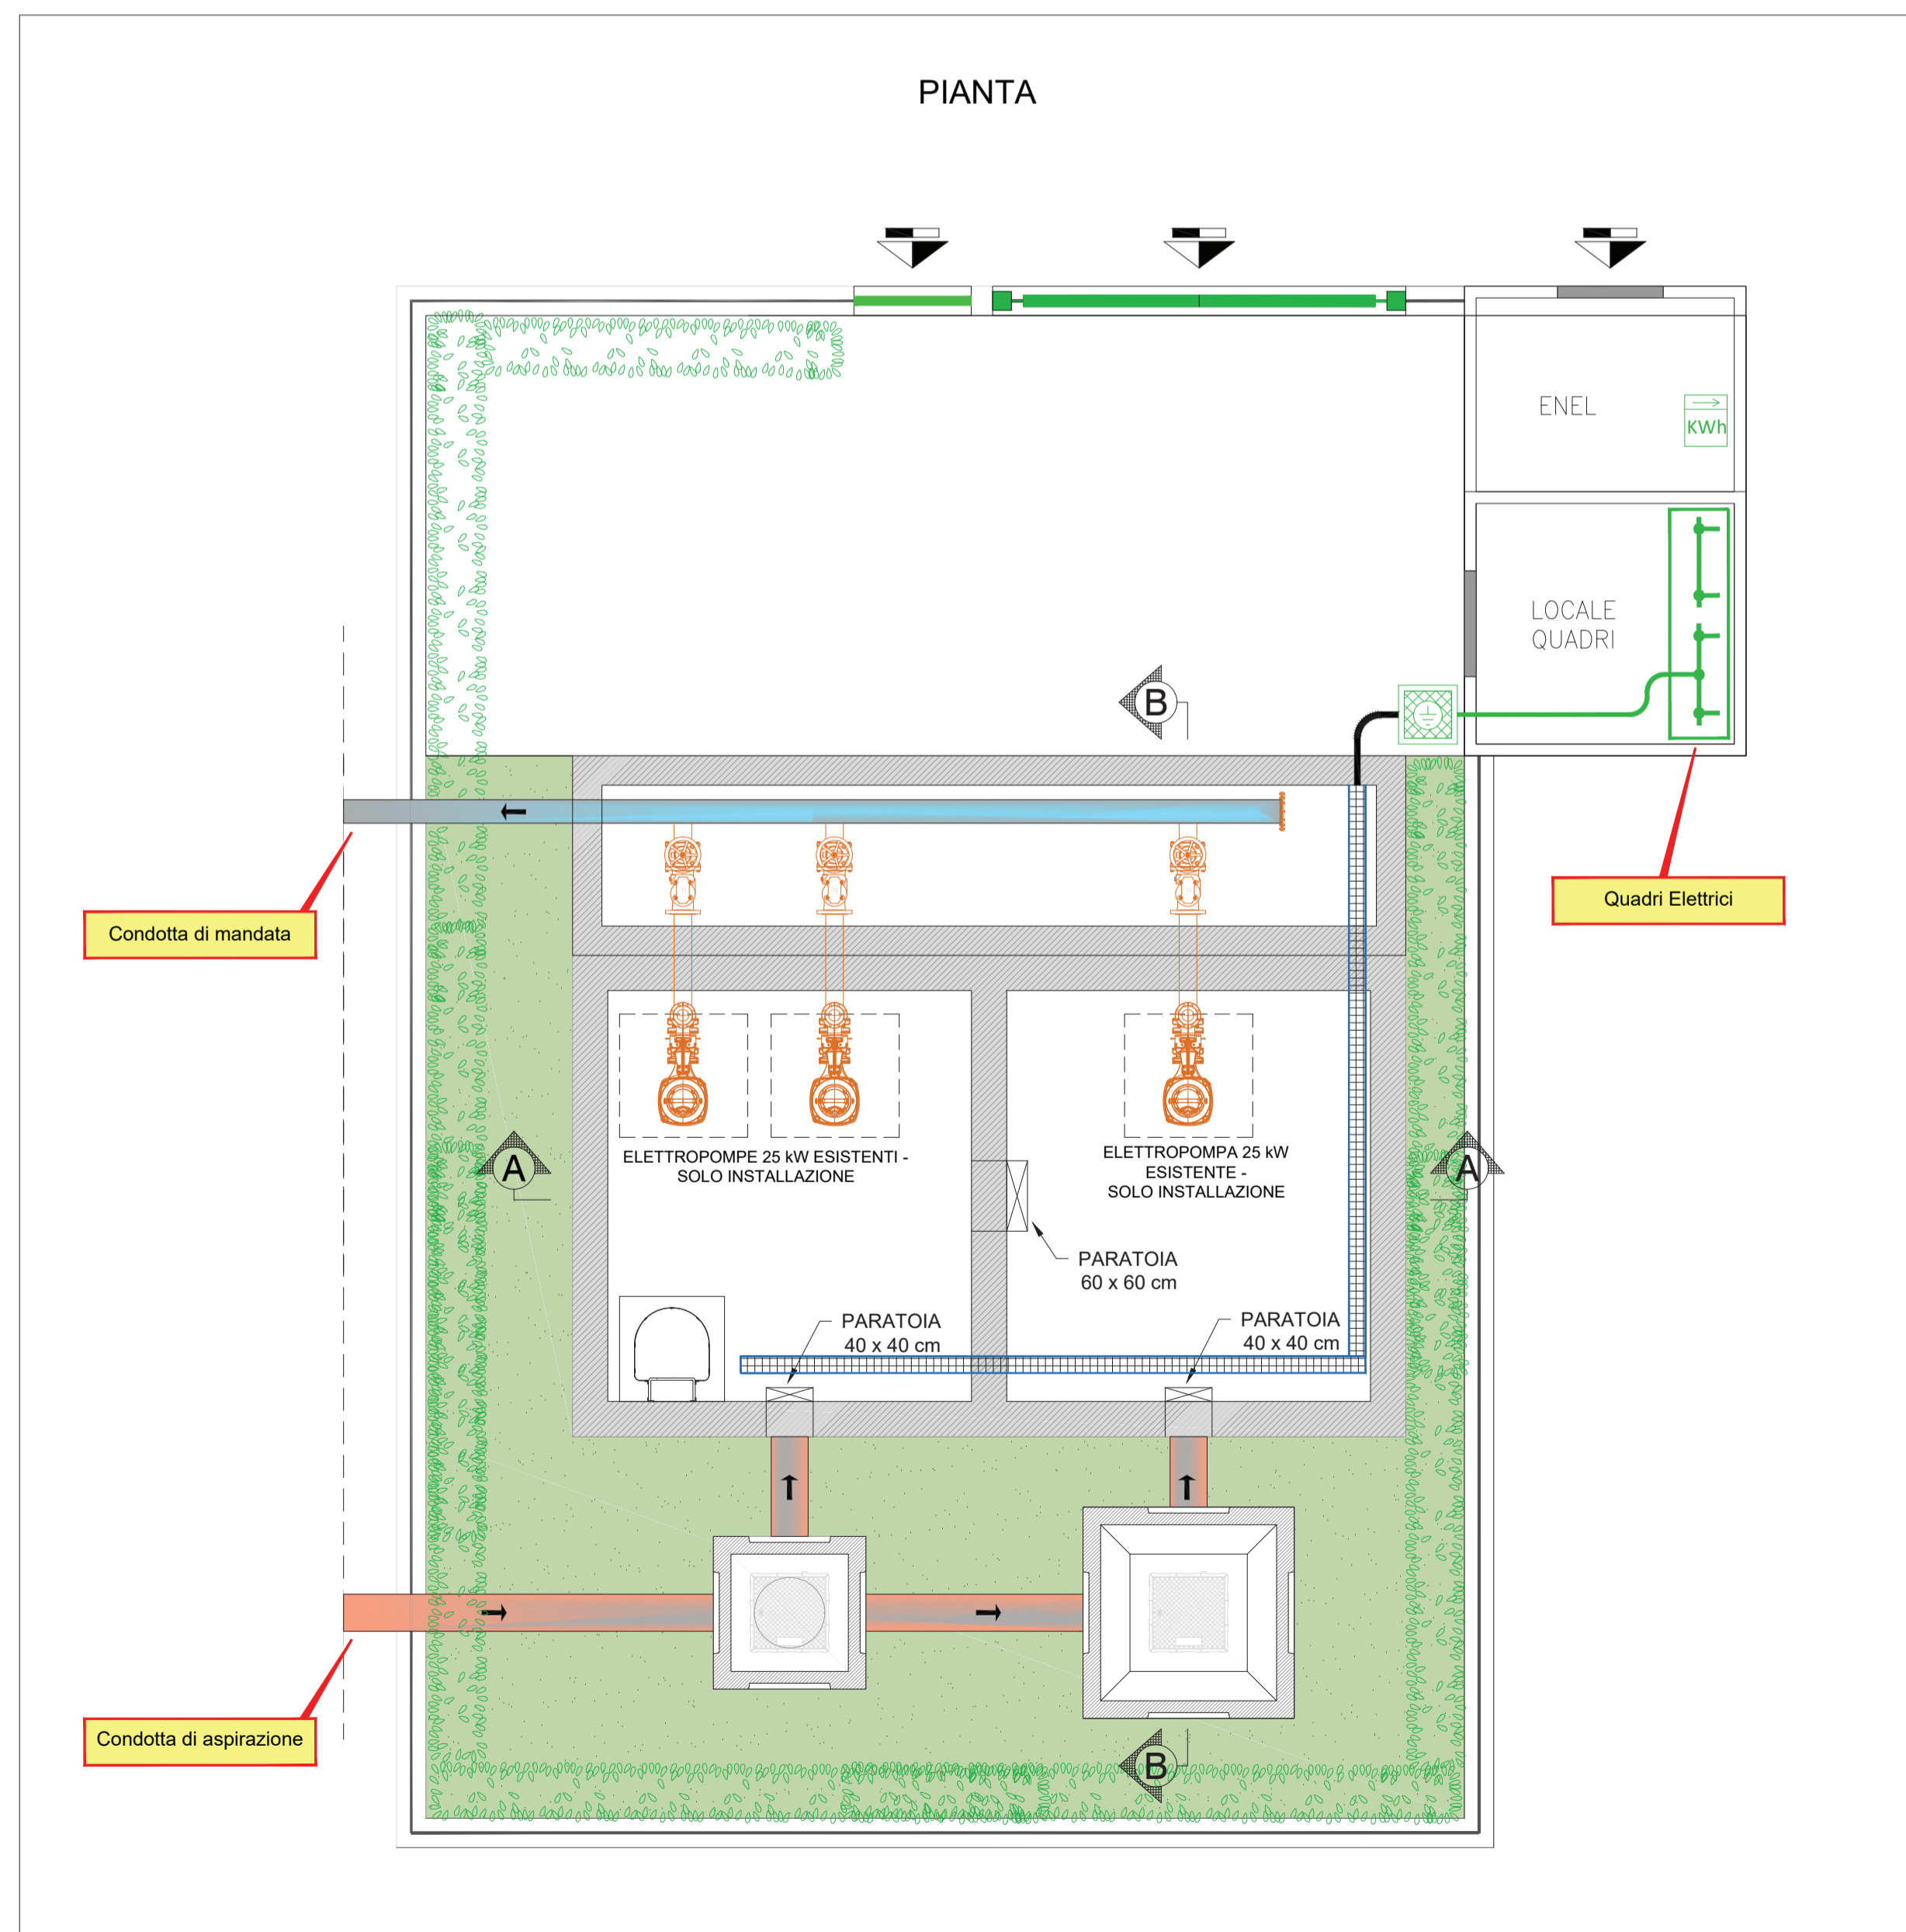 PIANTA
ENEL
KWh
LOCALE
QUADRI
B
Quadri Elettrici
Condotta di mandata
A
ELETTROPOMPE 25 kW ESISTENTI -
SOLO INSTALLAZIONE
ELETTROPOMPA 25 kW
ESISTENTE -
SOLO INSTALLAZIONE
A
PARATOIA
60 x 60 cm
PARATOIA
40 x 40 cm
PARATOIA
40 x 40 cm
Condotta di aspirazione
B